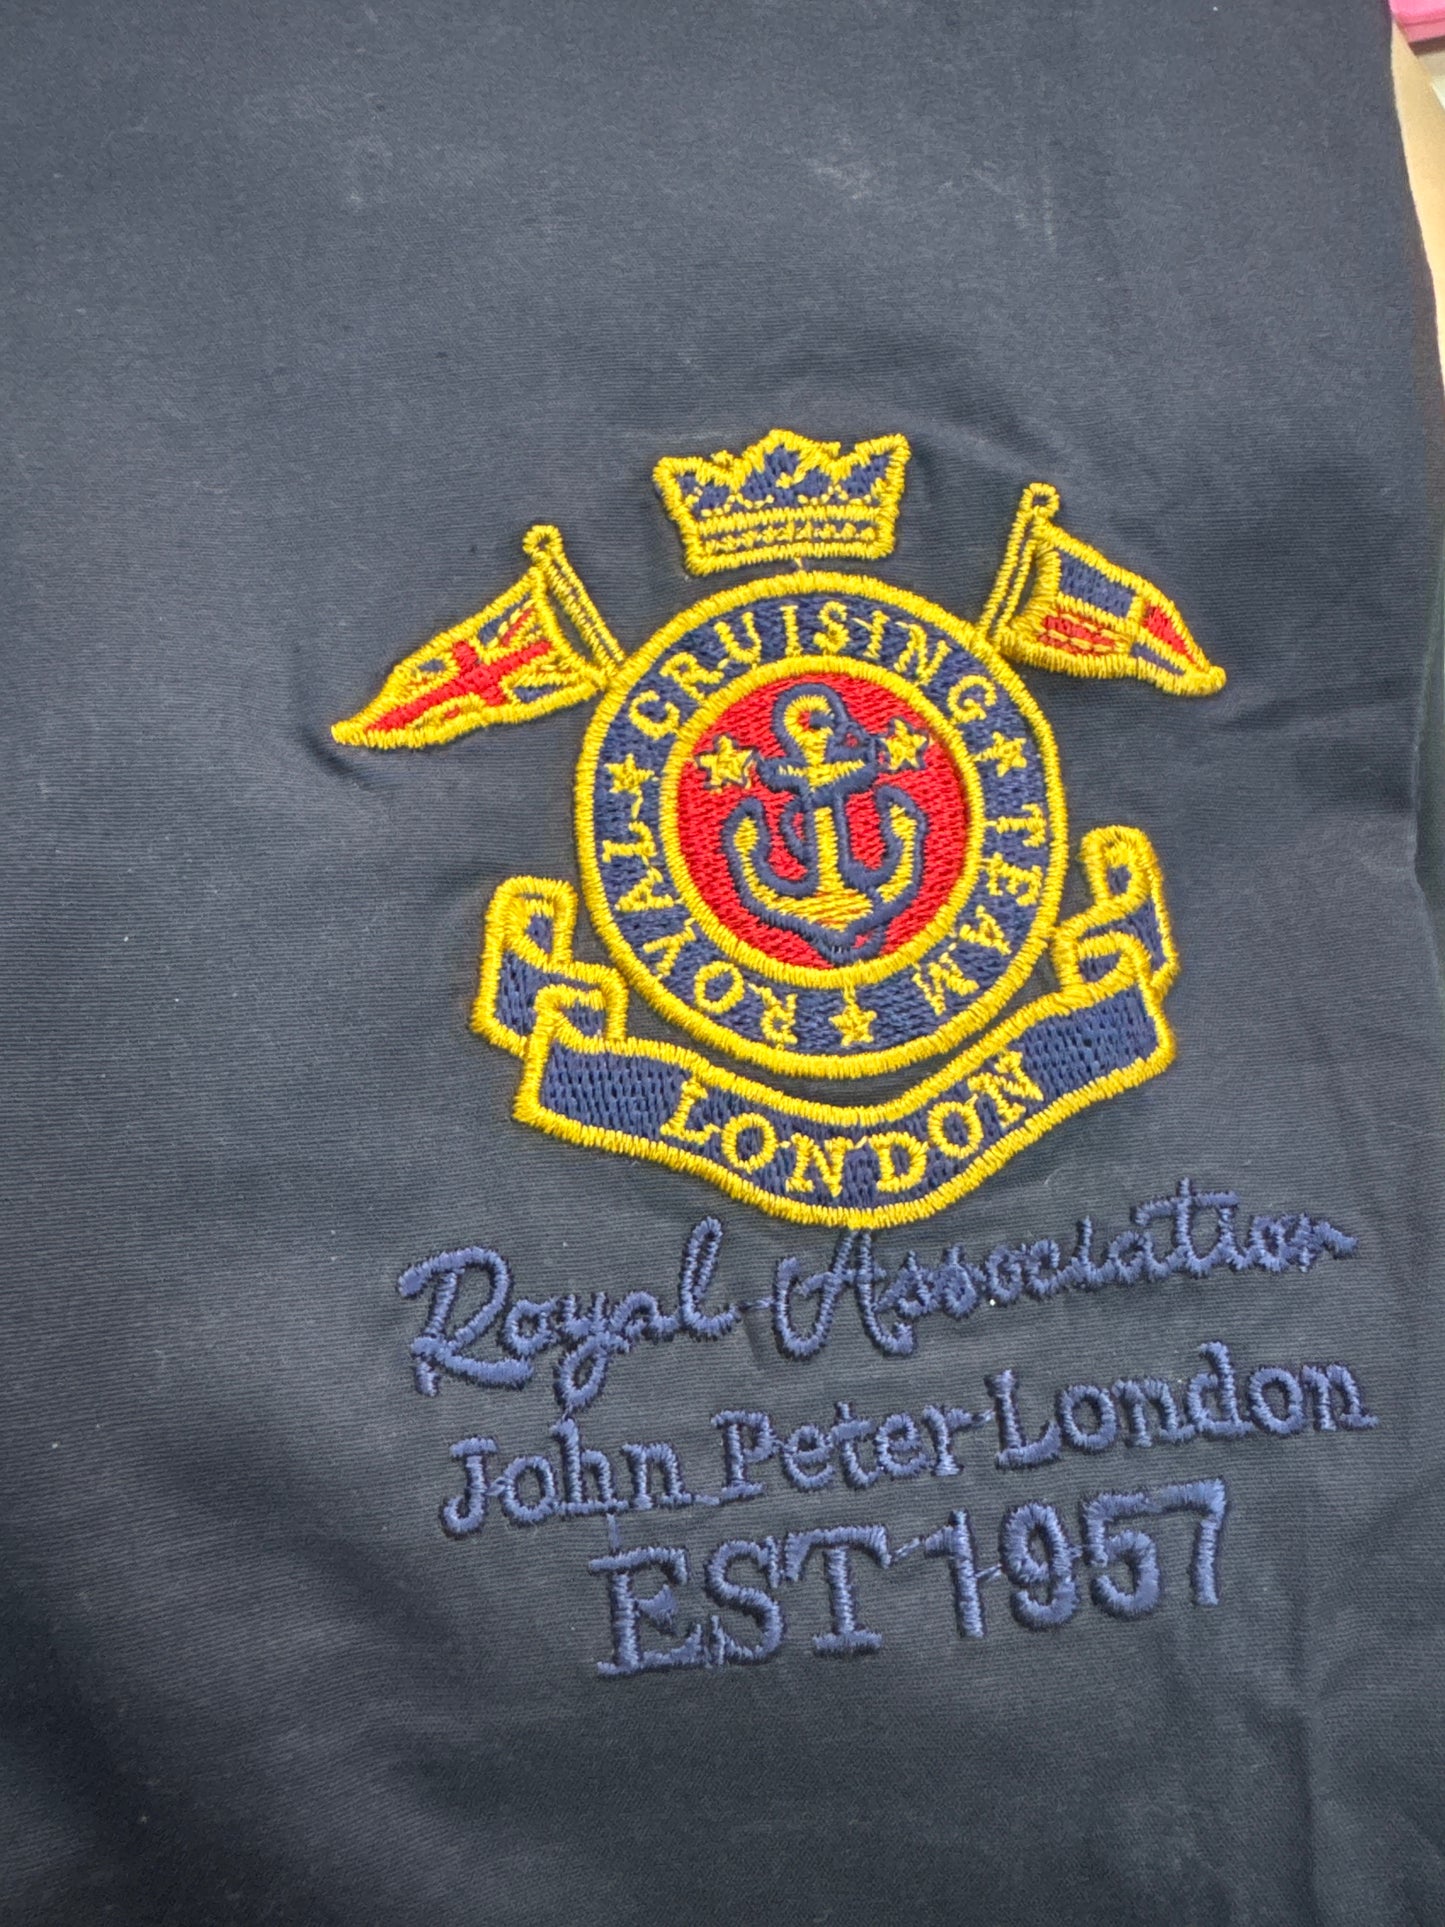 ROYAL ★ CRUISING ★ TEAM ★
LONDON
Royal Association
John Peter London
EST 1957